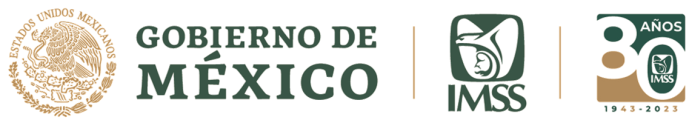 ESTADOS UNIDOS MEXICANOS
GOBIERNO DE
MÉXICO
IMSS
80 AÑOS
IMSS
1943-2023